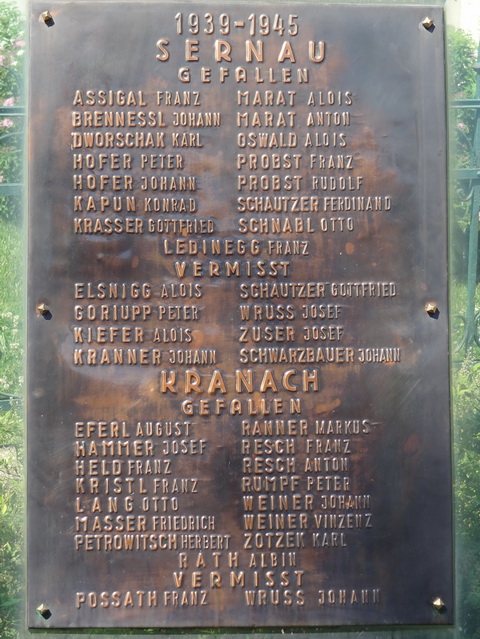 1939-1945
SERNAU
GEFALLEN
ASSIGAL FRANZ MARAT ALOIS
BRENNESSL JOHANN MARAT ANTON
DWORSCHAK KARL OSWALD ALOIS
HOFER PETER PROBST FRANZ
HOFER JOHANN PROBST RUDOLF
KAPUN KONRAD SCHAUTZER FERDINAND
KRASSER GOTTFRIED SCHNABL OTTO
LEDINEGG FRANZ
VERMISST
ELSNIGG ALOIS SCHAUTZER GOTTFRIED
GORIUPP PETER WRUSS JOSEF
KIEFER ALOIS ZUSER JOSEF
KRANNER JOHANN SCHWARZBAUER JOHANN
KRANACH
GEFALLEN
EFERL AUGUST RANNER MARKUS
HAMMER JOSEF RESCH FRANZ
HELD FRANZ RESCH ANTON
KRISTL FRANZ RUMPF PETER
LANG OTTO WEINER JOHANN
MASSER FRIEDRICH WEINER VINZENZ
PETROWITSCH HERBERT ZOTZEK KARL
RATH ALBIN
VERMISST
POSSATH FRANZ WRUSS JOHANN